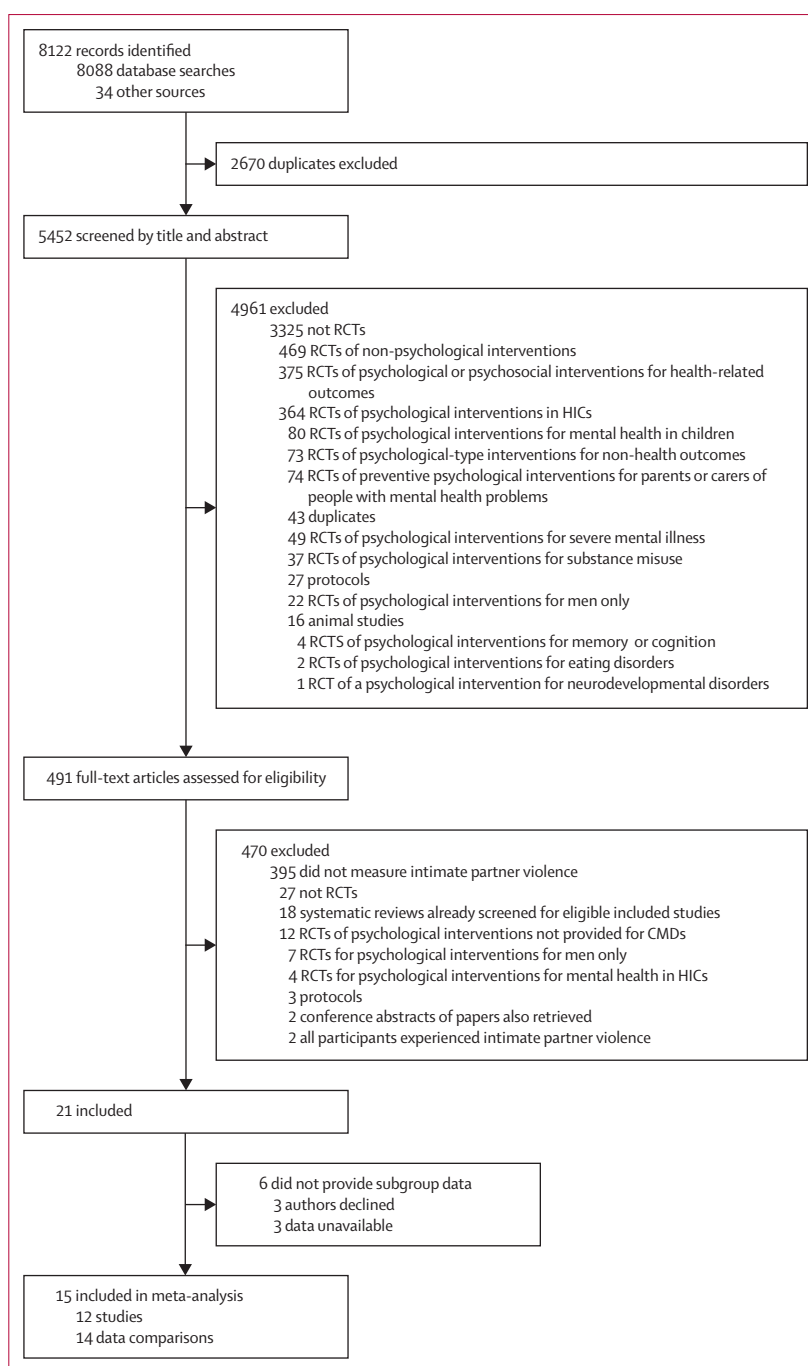 8122 records identified
8088 database searches
34 other sources
2670 duplicates excluded
5452 screened by title and abstract
4961 excluded
3325 not RCTs
469 RCTs of non-psychological interventions
375 RCTs of psychological or psychosocial interventions for health-related
outcomes
364 RCTs of psychological interventions in HICs
80 RCTs of psychological interventions for mental health in children
73 RCTs of psychological-type interventions for non-health outcomes
74 RCTs of preventive psychological interventions for parents or carers of
people with mental health problems
43 duplicates
49 RCTs of psychological interventions for severe mental illness
37 RCTs of psychological interventions for substance misuse
27 protocols
22 RCTs of psychological interventions for men only
16 animal studies
4 RCTS of psychological interventions for memory or cognition
2 RCTs of psychological interventions for eating disorders
1 RCT of a psychological intervention for neurodevelopmental disorders
491 full-text articles assessed for eligibility
470 excluded
395 did not measure intimate partner violence
27 not RCTs
18 systematic reviews already screened for eligible included studies
12 RCTs of psychological interventions not provided for CMDs
7 RCTs for psychological interventions for men only
4 RCTs for psychological interventions for mental health in HICs
3 protocols
2 conference abstracts of papers also retrieved
2 all participants experienced intimate partner violence
21 included
6 did not provide subgroup data
3 authors declined
3 data unavailable
15 included in meta-analysis
12 studies
14 data comparisons